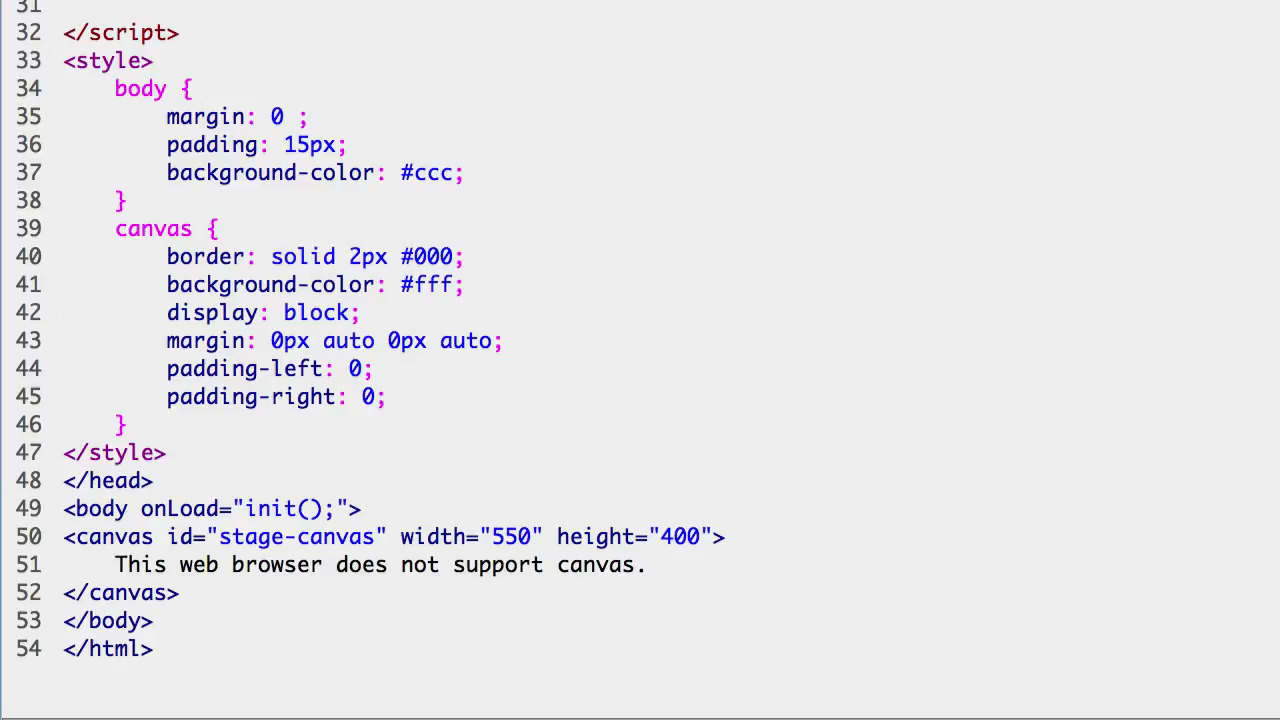 31
32 </script>
33 <style>
34     body {
35         margin: 0 ;
36         padding: 15px;
37         background-color: #ccc;
38     }
39     canvas {
40         border: solid 2px #000;
41         background-color: #fff;
42         display: block;
43         margin: 0px auto 0px auto;
44         padding-left: 0;
45         padding-right: 0;
46     }
47 </style>
48 </head>
49 <body onLoad="init();">
50 <canvas id="stage-canvas" width="550" height="400">
51     This web browser does not support canvas.
52 </canvas>
53 </body>
54 </html>